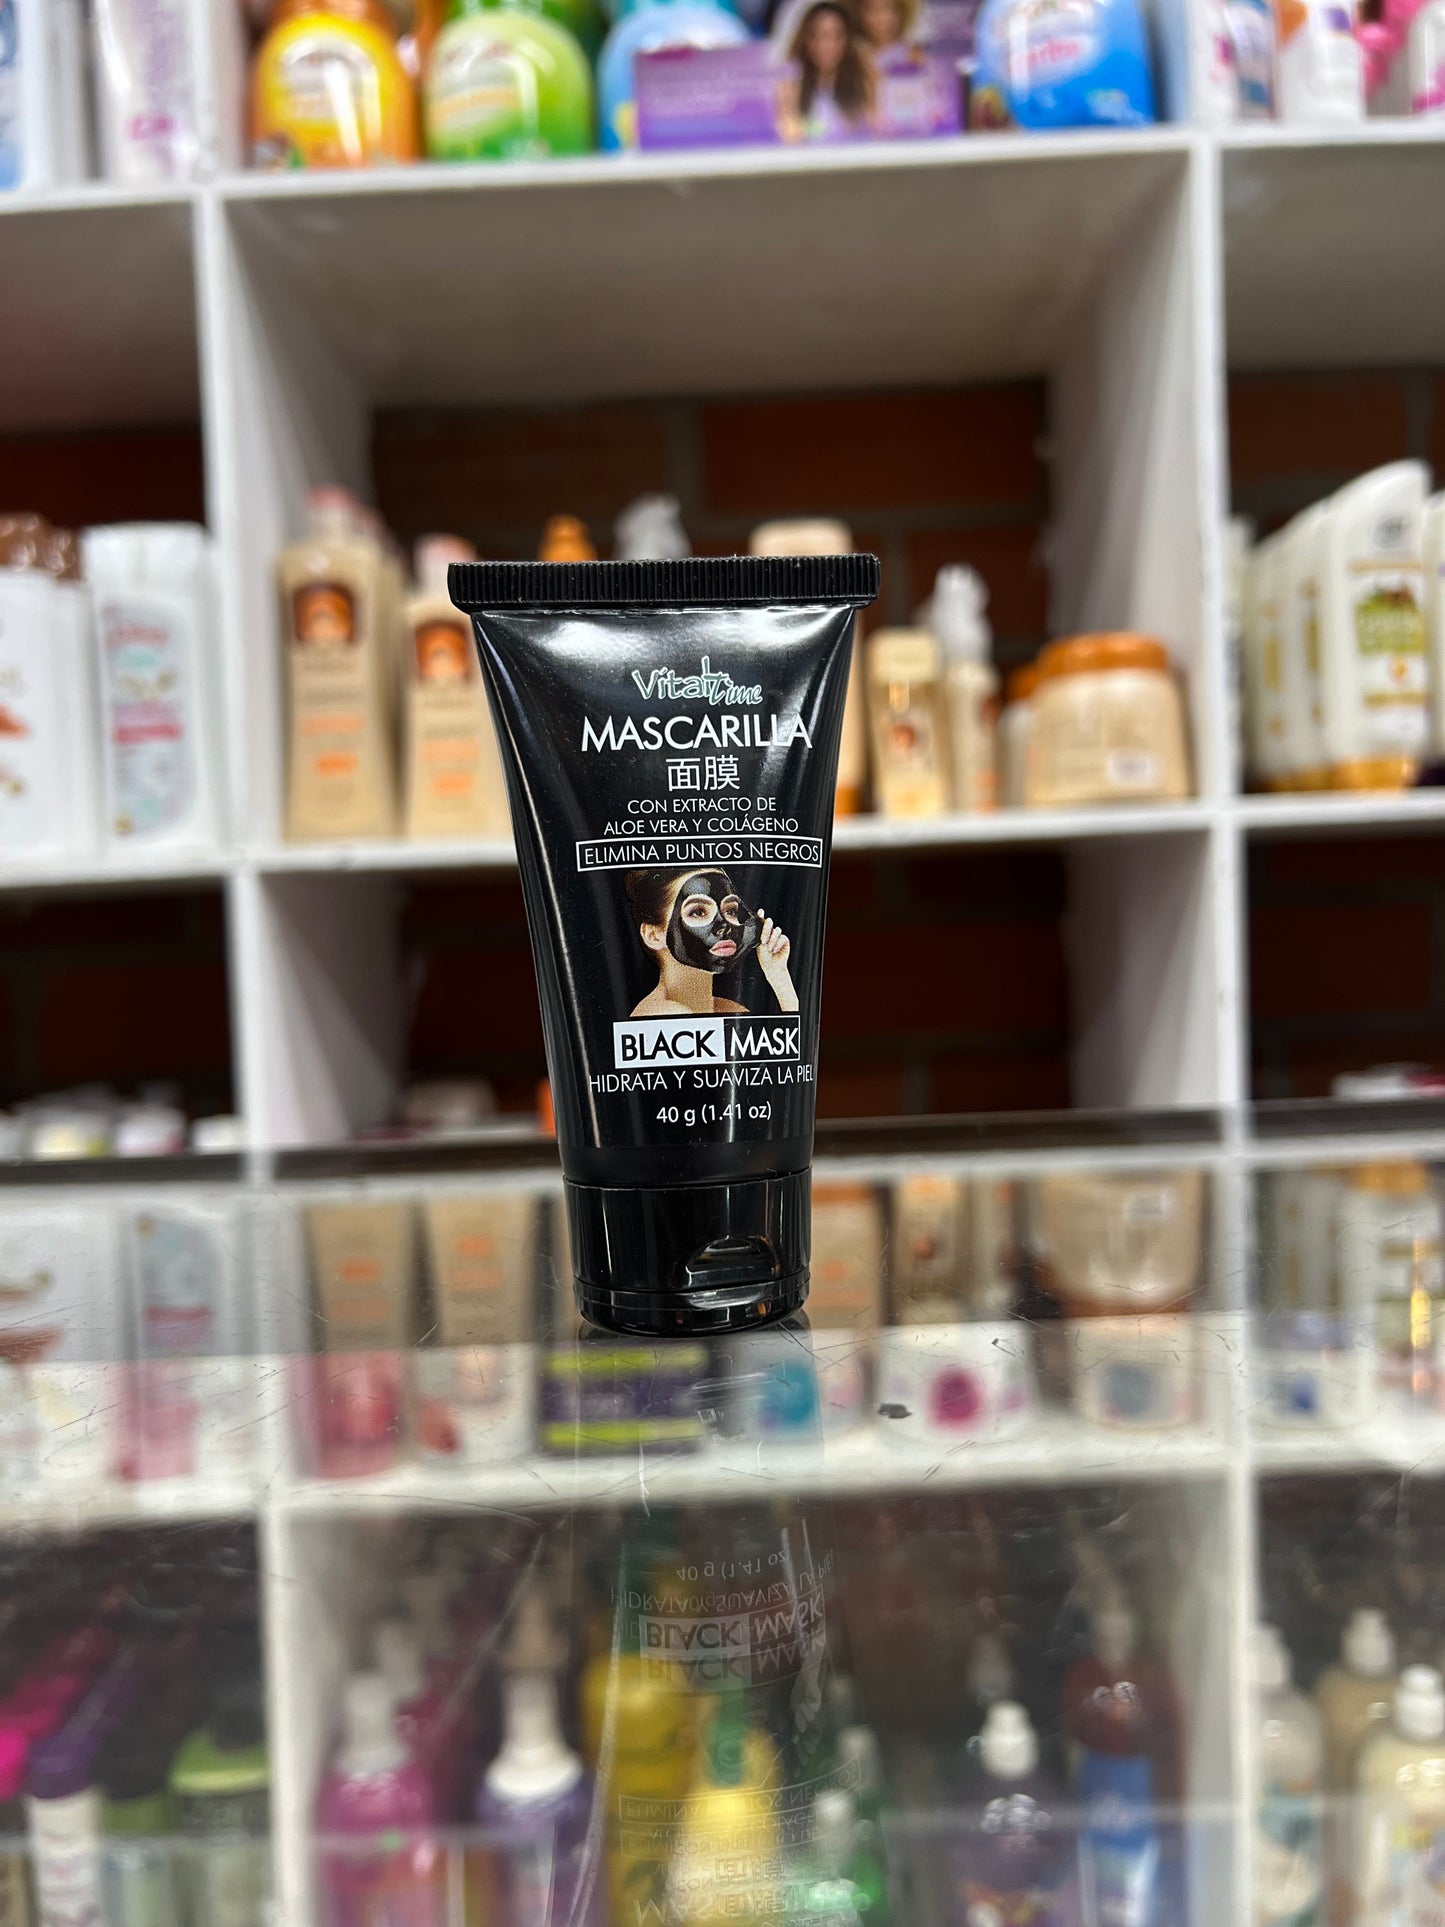 Vital Time
MASCARILLA
面膜
CON EXTRACTO DE
ALOE VERA Y COLÁGENO
ELIMINA PUNTOS NEGROS
BLACK MASK
HIDRATA Y SUAVIZA LA PIEL
40 g (1.41 oz)